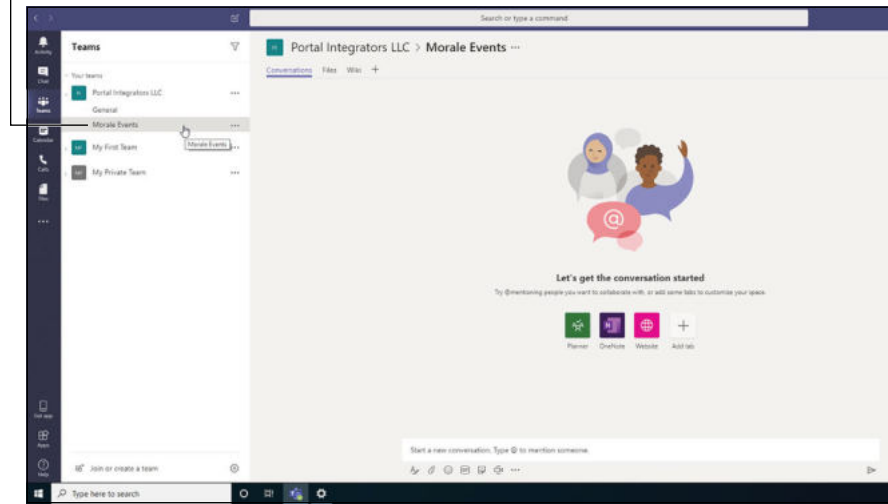 Search or type a command
Activity
Teams
Portal Integrators LLC > Morale Events ...
Chat
Conversations Files Wiki +
Your teams
Portal Integrators LLC
Teams
General
Morale Events
Calendar
Morale Events
My First Team
Calls
My Private Team
Files
@
Let's get the conversation started
Try @mentioning people you want to collaborate with, or add some tabs to customize your space.
N
Planner OneNote Website Add tab
Get app
Apps
Start a new conversation. Type @ to mention someone.
Join or create a team
Help
Type here to search